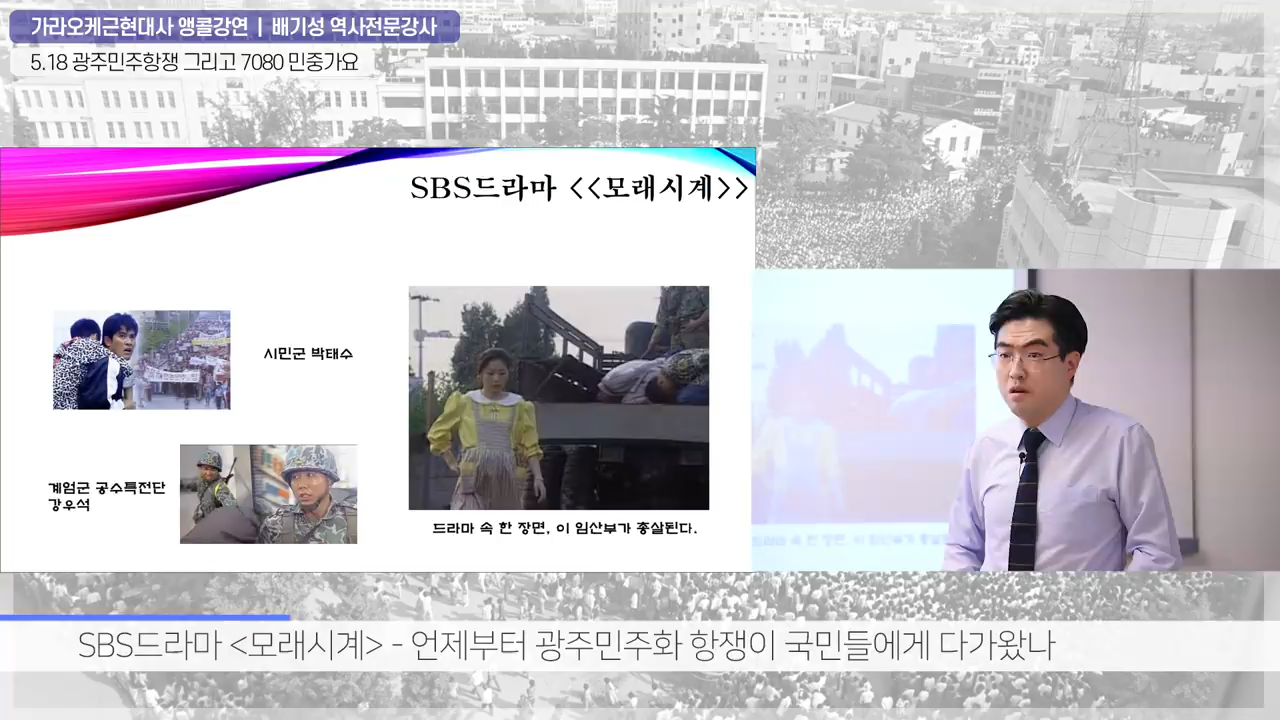 가라오케근현대사 앵콜강연 | 배기성 역사전문강사
5.18 광주민주항쟁 그리고 7080 민중가요
SBS드라마 <<모래시계>>
시민군 박태수
계엄군 공수특전단
강우석
드라마 속 한 장면, 이 임산부가 총살된다.
SBS드라마 <모래시계> - 언제부터 광주민주화 항쟁이 국민들에게 다가왔나